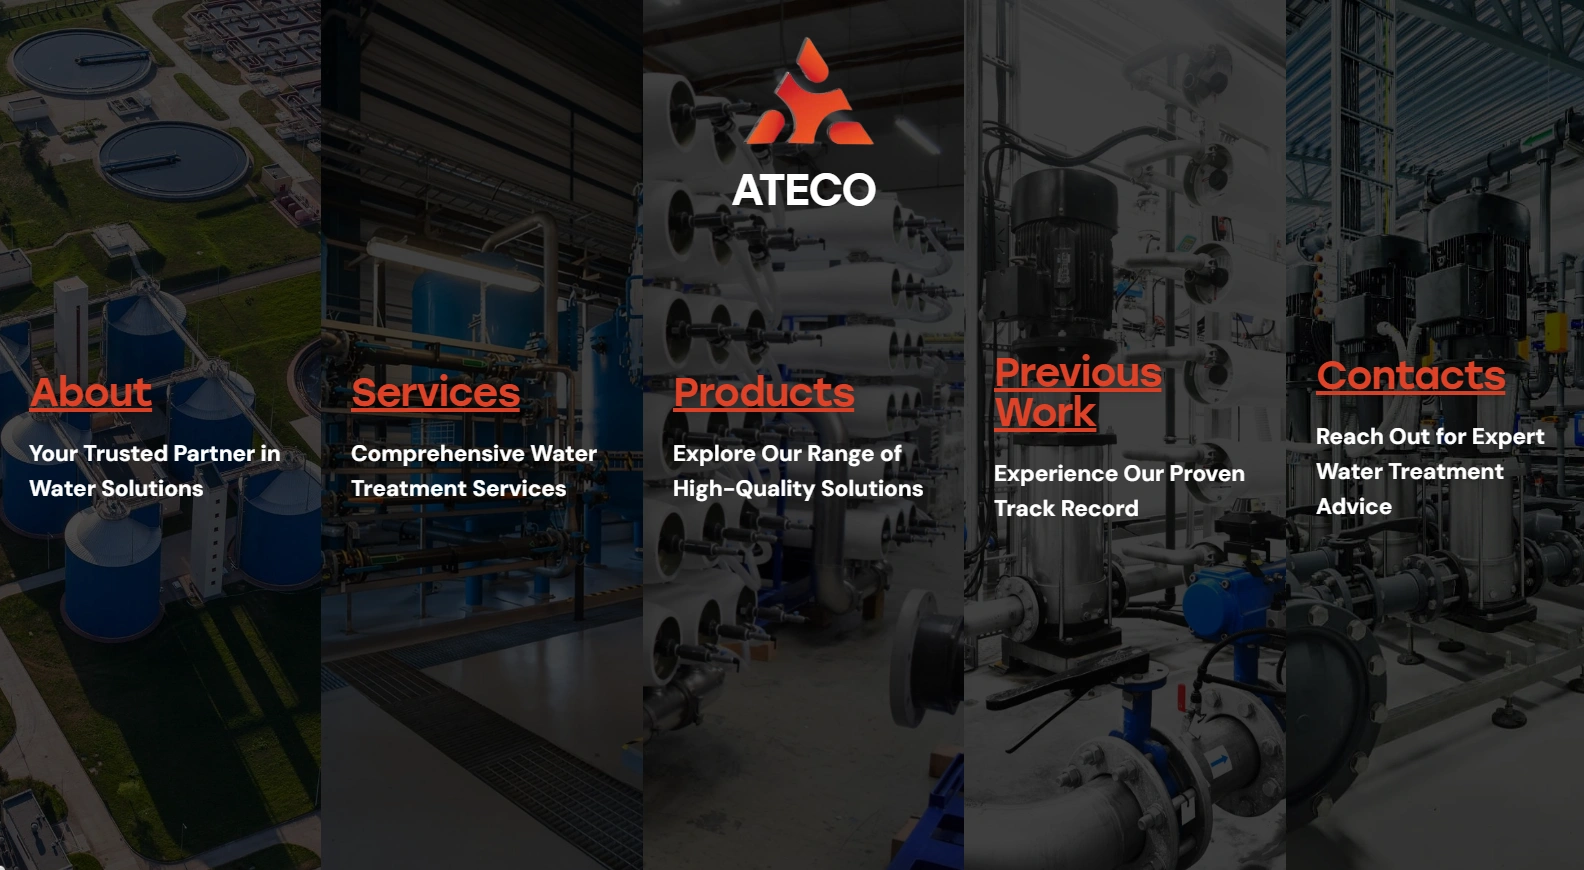 ATECO
About
Your Trusted Partner in
Water Solutions
Services
Comprehensive Water
Treatment Services
Products
Explore Our Range of
High-Quality Solutions
Previous
Work
Experience Our Proven
Track Record
Contacts
Reach Out for Expert
Water Treatment
Advice